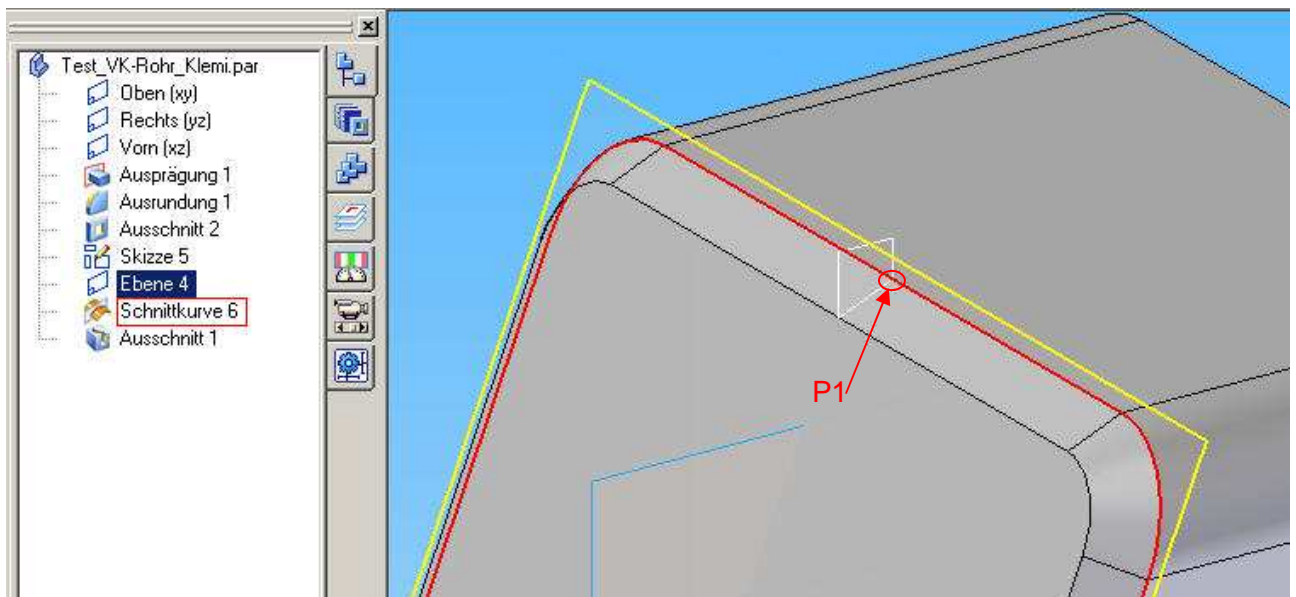 Test_VK-Rohr_Klemi.par
Oben (xy)
Rechts (yz)
Vorn (xz)
Ausprägung 1
Ausrundung 1
Ausschnitt 2
Skizze 5
Ebene 4
Schnittkurve 6
Ausschnitt 1
P1